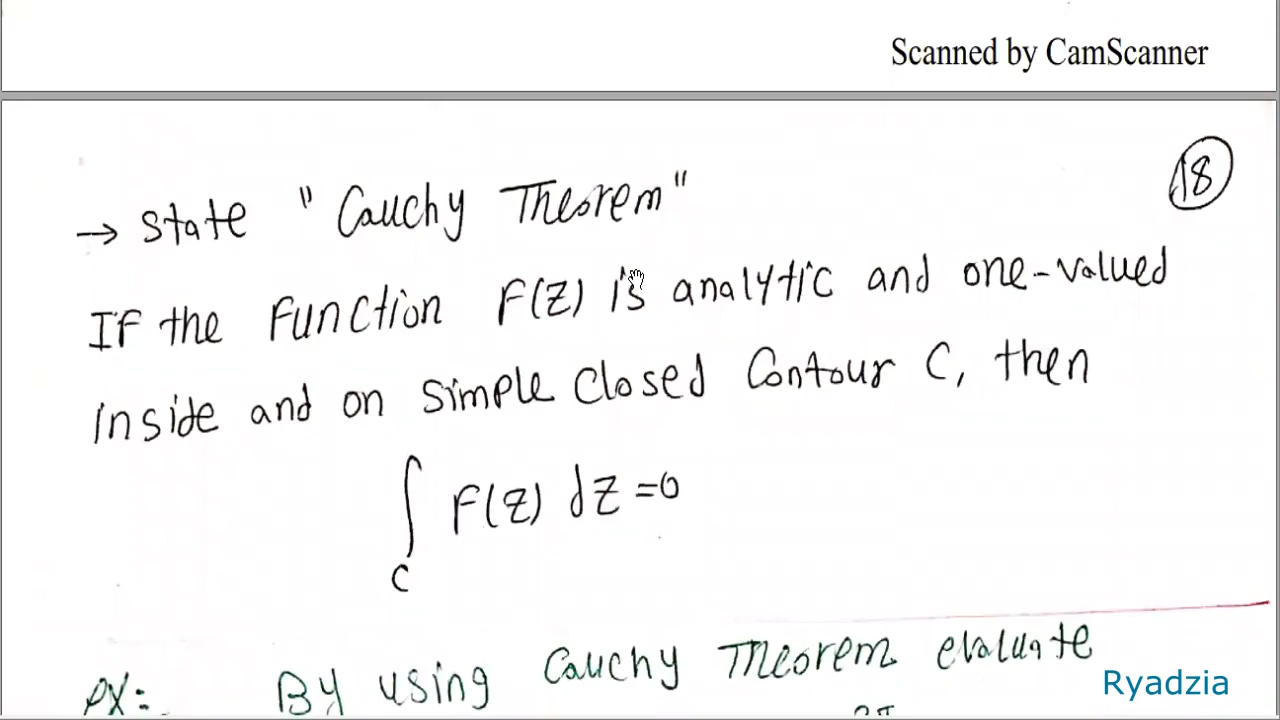 Scanned by CamScanner
18
→ State "Cauchy Theorem"
If the Function F(Z) is analytic and one-valued
inside and on simple closed Contour C, then
∫ F(Z) dZ = 0
C
EX: By using Cauchy Theorem evaluate
Ryadzia